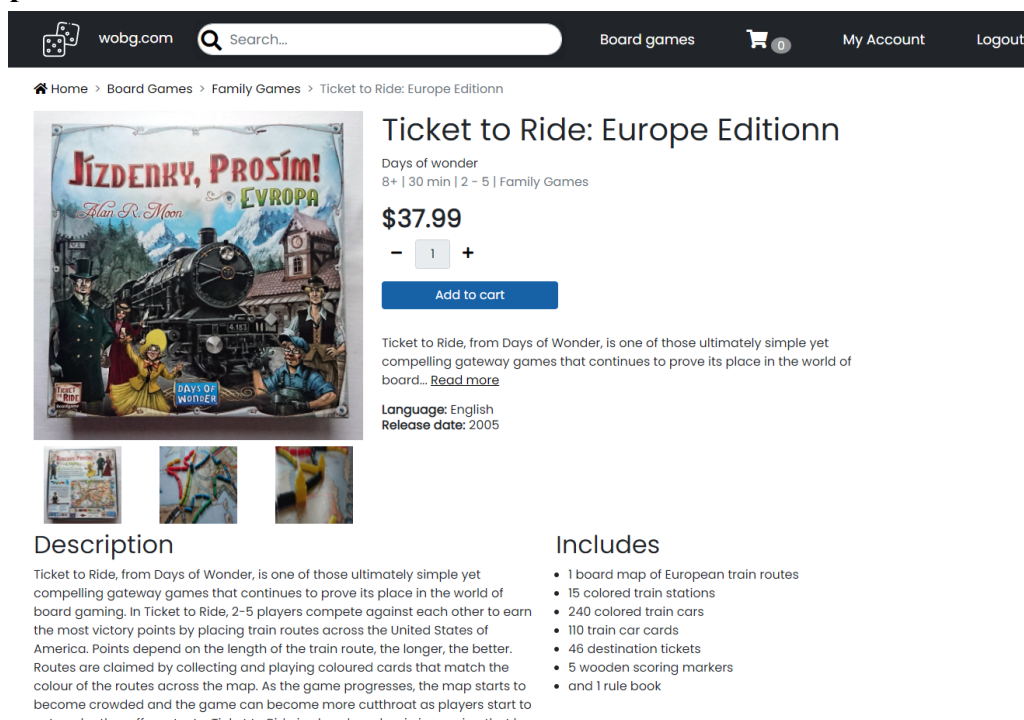 wobg.com
Search...
Board games
0
My Account
Logout
Home > Board Games > Family Games > Ticket to Ride: Europe Editionn
JÍZDENKY, PROSÍM!
EVROPA
Alan R. Moon
4.183
DAYS OF
WONDER
TICKET
TO RIDE
Ticket to Ride: Europe Editionn
Days of wonder
8+ | 30 min | 2 - 5 | Family Games
$37.99
− 1 +
Add to cart
Ticket to Ride, from Days of Wonder, is one of those ultimately simple yet
compelling gateway games that continues to prove its place in the world of
board... Read more
Language: English
Release date: 2005
Description
Ticket to Ride, from Days of Wonder, is one of those ultimately simple yet
compelling gateway games that continues to prove its place in the world of
board gaming. In Ticket to Ride, 2-5 players compete against each other to earn
the most victory points by placing train routes across the United States of
America. Points depend on the length of the train route, the longer, the better.
Routes are claimed by collecting and playing coloured cards that match the
colour of the routes across the map. As the game progresses, the map starts to
become crowded and the game can become more cutthroat as players start to
Includes
• 1 board map of European train routes
• 15 colored train stations
• 240 colored train cars
• 110 train car cards
• 46 destination tickets
• 5 wooden scoring markers
• and 1 rule book